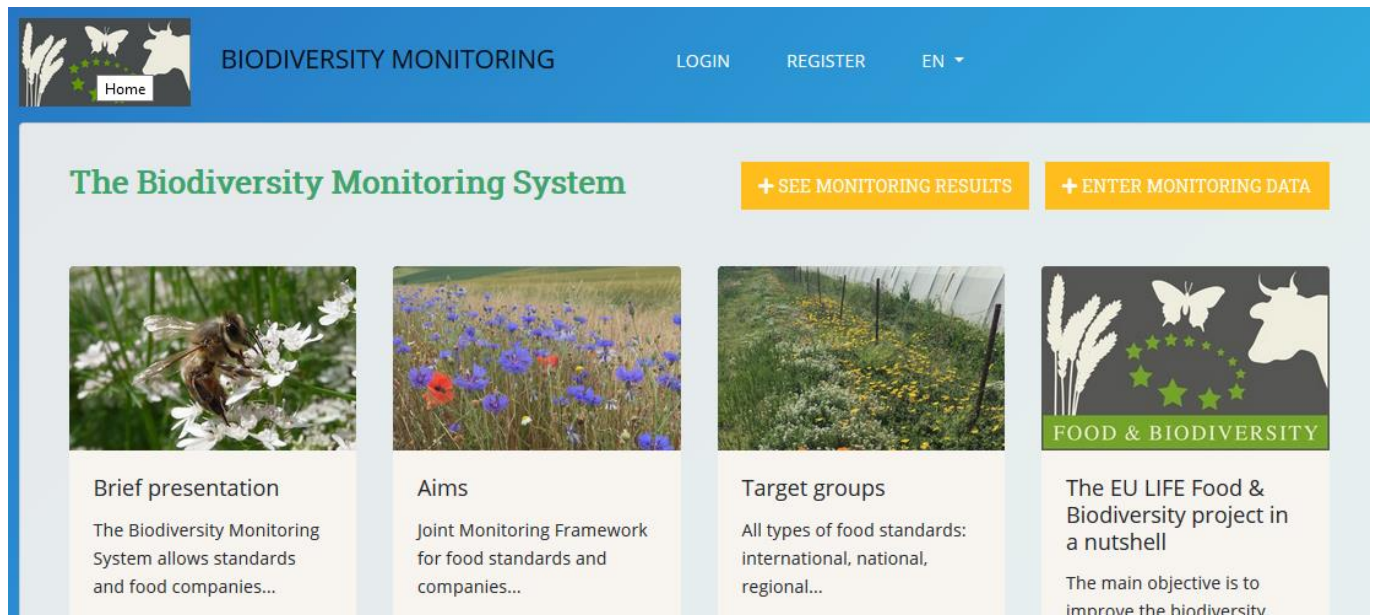 Home
BIODIVERSITY MONITORING
LOGIN
REGISTER
EN
The Biodiversity Monitoring System
+ SEE MONITORING RESULTS
+ ENTER MONITORING DATA
FOOD & BIODIVERSITY
Brief presentation
The Biodiversity Monitoring
System allows standards
and food companies...
Aims
Joint Monitoring Framework
for food standards and
companies...
Target groups
All types of food standards:
international, national,
regional...
The EU LIFE Food &
Biodiversity project in
a nutshell
The main objective is to
improve the biodiversity